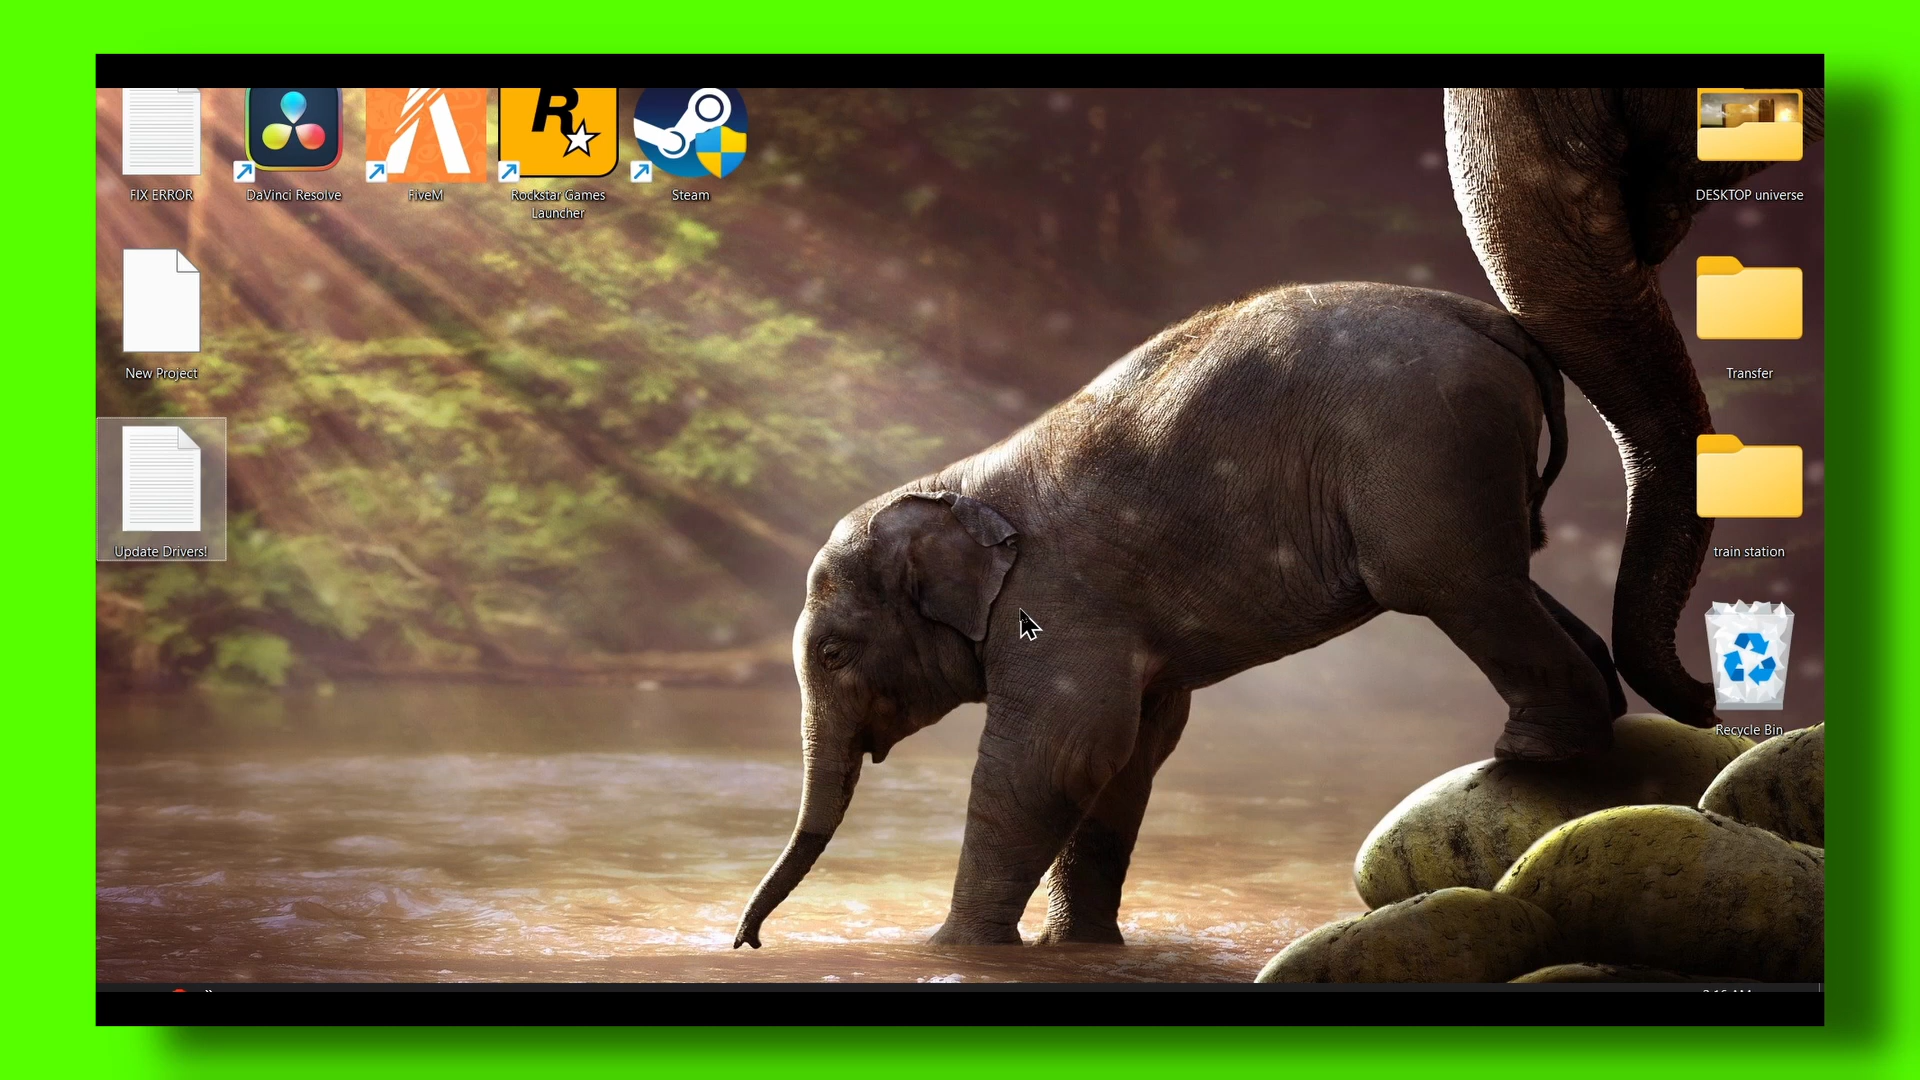 FIX ERROR
DaVinci Resolve
FiveM
R
Rockstar Games
Launcher
Steam
DESKTOP universe
New Project
Transfer
Update Drivers!
train station
Recycle Bin